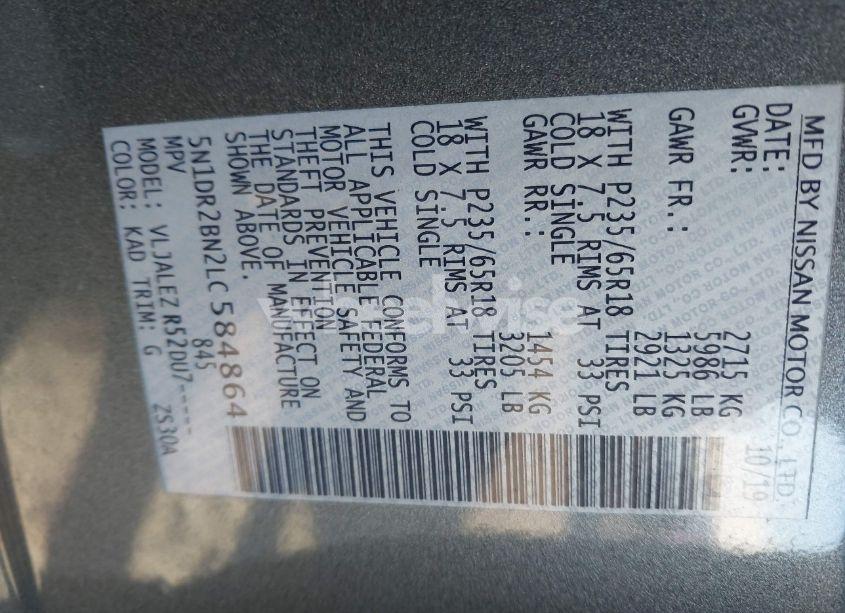 MFD BY NISSAN MOTOR CO., LTD.
DATE: 10/19
GVWR: 2715 KG
5986 LB
GAWR FR.: 1325 KG
2921 LB
WITH P235/65R18 TIRES
18 X 7.5 RIMS AT 33 PSI
COLD SINGLE
GAWR RR.: 1454 KG
3205 LB
WITH P235/65R18 TIRES
18 X 7.5 RIMS AT 33 PSI
COLD SINGLE
THIS VEHICLE CONFORMS TO
ALL APPLICABLE FEDERAL
MOTOR VEHICLE SAFETY AND
THEFT PREVENTION
STANDARDS IN EFFECT ON
THE DATE OF MANUFACTURE
SHOWN ABOVE.
5N1DR2BN2LC584864
MPV 845
MODEL: VLJALEZ R52DU7-----
COLOR: KAD TRIM: G ZS30A